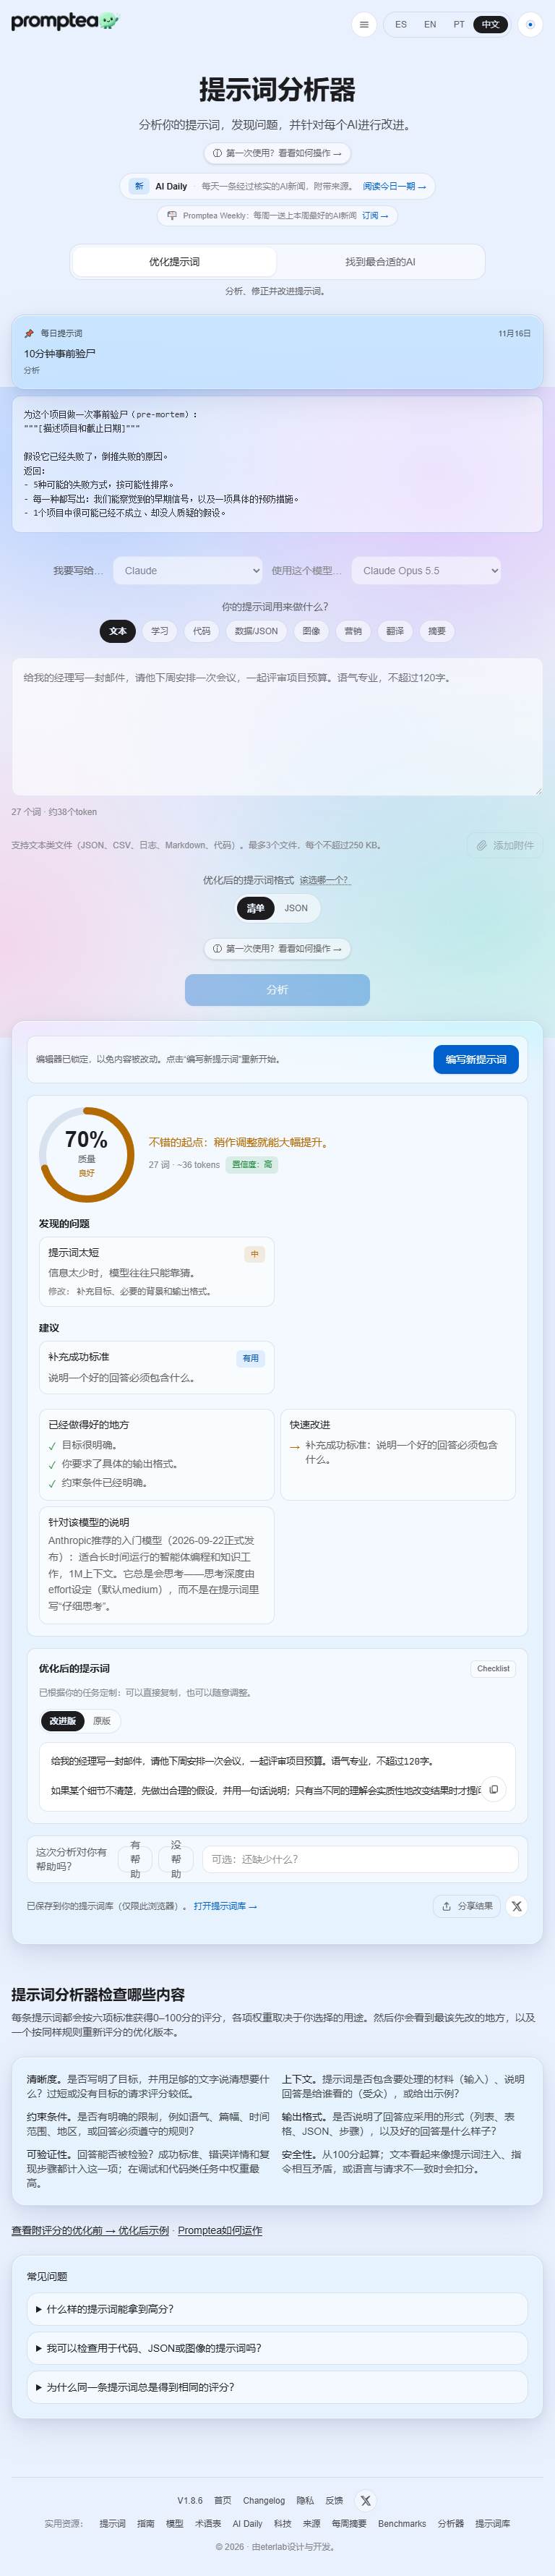 promptea
ES EN PT 中文
提示词分析器
分析你的提示词，发现问题，并针对每个AI进行改进。
第一次使用？看看如何操作 →
新 AI Daily · 每天一条经过核实的AI新闻，附带来源。 阅读今日一期 →
Promptea Weekly：每周一送上本周最好的AI新闻 订阅 →
优化提示词 找到最合适的AI
分析、修正并改进提示词。
每日提示词 11月16日
10分钟事前验尸
分析
为这个项目做一次事前验尸（pre-mortem）：
"""[描述项目和截止日期]"""
假设它已经失败了，倒推失败的原因。
返回：
- 5种可能的失败方式，按可能性排序。
- 每一种都写出：我们能察觉到的早期信号，以及一项具体的预防措施。
- 1个项目中很可能已经不成立、却没人质疑的假设。
我要写给… Claude 使用这个模型… Claude Opus 5.5
你的提示词用来做什么？
文本 学习 代码 数据/JSON 图像 营销 翻译 摘要
给我的经理写一封邮件，请他下周安排一次会议，一起评审项目预算。语气专业，不超过120字。
27 个词 · 约38个token
支持文本类文件（JSON、CSV、日志、Markdown、代码）。最多3个文件，每个不超过250 KB。 添加附件
优化后的提示词格式 该选哪一个？
清单 JSON
第一次使用？看看如何操作 →
分析
编辑器已锁定，以免内容被改动。点击“编写新提示词”重新开始。 编写新提示词
70%
质量
良好
不错的起点：稍作调整就能大幅提升。
27 词 · ~36 tokens 置信度：高
发现的问题
提示词太短 中
信息太少时，模型往往只能靠猜。
修改： 补充目标、必要的背景和输出格式。
建议
补充成功标准 有用
说明一个好的回答必须包含什么。
已经做得好的地方
✓ 目标很明确。
✓ 你要求了具体的输出格式。
✓ 约束条件已经明确。
快速改进
→ 补充成功标准：说明一个好的回答必须包含
什么。
针对该模型的说明
Anthropic推荐的入门模型（2026-09-22正式发
布）：适合长时间运行的智能体编程和知识工
作，1M上下文。它总是会思考——思考深度由
effort设定（默认medium），而不是在提示词里
写“仔细思考”。
优化后的提示词 Checklist
已根据你的任务定制：可以直接复制，也可以随意调整。
改进版 原版
给我的经理写一封邮件，请他下周安排一次会议，一起评审项目预算。语气专业，不超过120字。
如果某个细节不清楚，先做出合理的假设，并用一句话说明；只有当不同的理解会实质性地改变结果时才提
这次分析对你有
帮助吗？
有
帮
助
没
帮
助
可选：还缺少什么？
已保存到你的提示词库（仅限此浏览器）。 打开提示词库 → 分享结果
提示词分析器检查哪些内容
每条提示词都会按六项标准获得0–100分的评分，各项权重取决于你选择的用途。然后你会看到最该先改的地方，以及
一个按同样规则重新评分的优化版本。
清晰度。是否写明了目标，并用足够的文字说清想要什
么？过短或没有目标的请求评分较低。
上下文。提示词是否包含要处理的材料（输入）、说明
回答是给谁看的（受众），或给出示例？
约束条件。是否有明确的限制，例如语气、篇幅、时间
范围、地区，或回答必须遵守的规则？
输出格式。是否说明了回答应采用的形式（列表、表
格、JSON、步骤），以及好的回答是什么样子？
可验证性。回答能否被检验？成功标准、错误详情和复
现步骤都计入这一项；在调试和代码类任务中权重最
高。
安全性。从100分起算；文本看起来像提示词注入、指
令相互矛盾，或语言与请求不一致时会扣分。
查看附评分的优化前 → 优化后示例 · Promptea如何运作
常见问题
▶ 什么样的提示词能拿到高分？
▶ 我可以检查用于代码、JSON或图像的提示词吗？
▶ 为什么同一条提示词总是得到相同的评分？
V1.8.6 首页 Changelog 隐私 反馈
实用资源： 提示词 指南 模型 术语表 AI Daily 科技 来源 每周摘要 Benchmarks 分析器 提示词库
© 2026 · 由eterlab设计与开发。